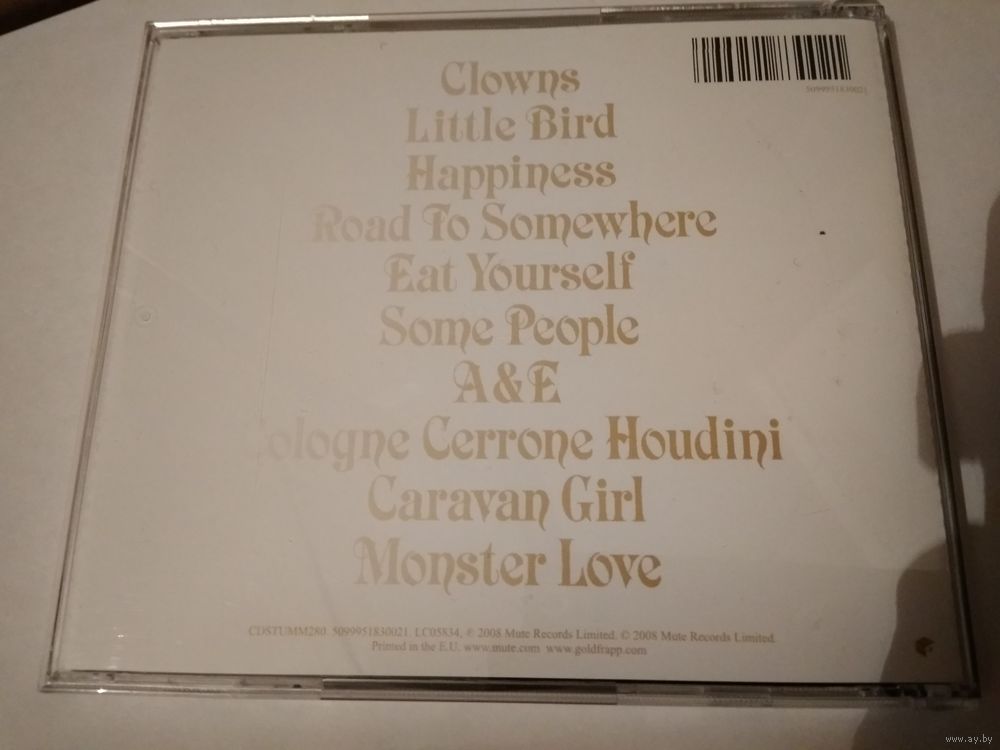 5099951830021
Clowns
Little Bird
Happiness
Road To Somewhere
Eat Yourself
Some People
A&E
Cologne Cerrone Houdini
Caravan Girl
Monster Love
CDSTUMM280. 5099951830021. LC05834, ℗ 2008 Mute Records Limited. © 2008 Mute Records Limited.
Printed in the E.U. www.mute.com www.goldfrapp.com
www.ay.by